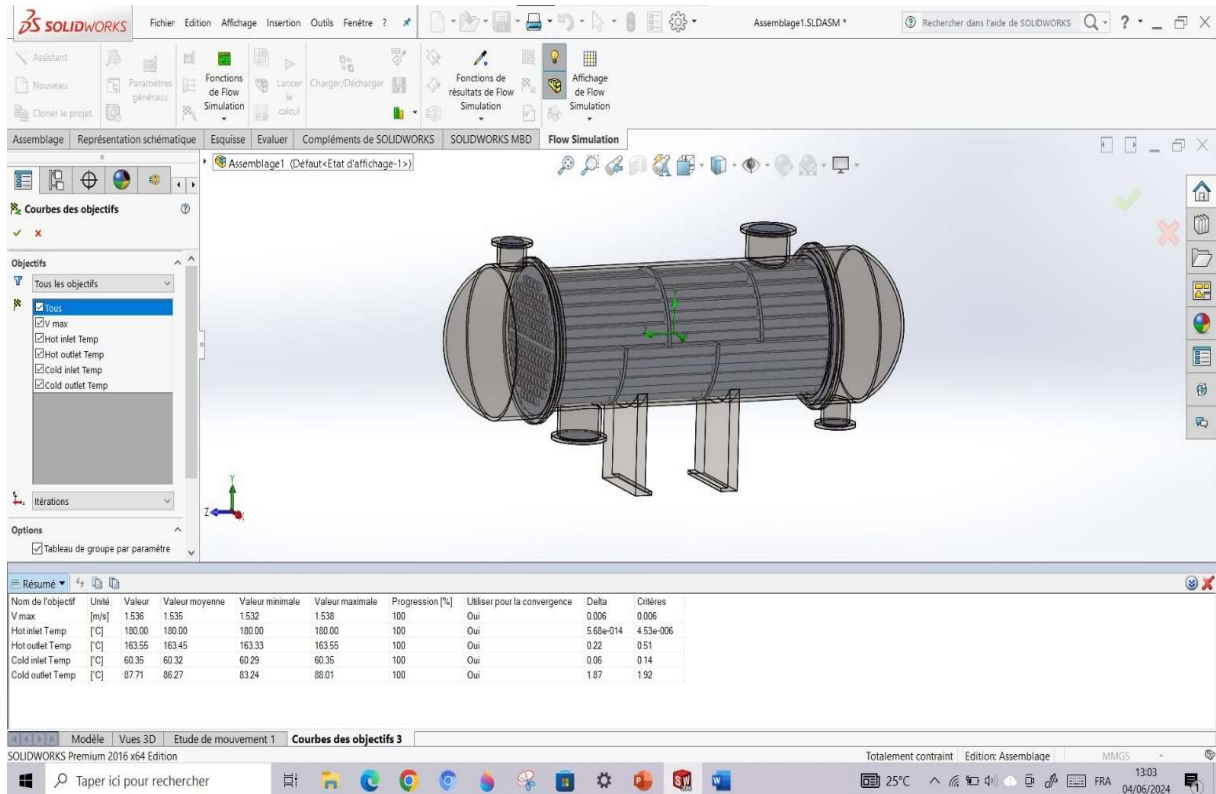 SOLIDWORKS Fichier Edition Affichage Insertion Outils Fenêtre ? Assemblage1.SLDASM * Rechercher dans l'aide de SOLIDWORKS ?
Assistant
Nouveau
Cloner le projet
Paramètres généraux
Fonctions de Flow Simulation
Lancer le calcul
Charger/Décharger
Fonctions de résultats de Flow Simulation
Affichage de Flow Simulation
Assemblage Représentation schématique Esquisse Evaluer Compléments de SOLIDWORKS SOLIDWORKS MBD Flow Simulation
Assemblage1 (Défaut<Etat d'affichage-1>)
Courbes des objectifs
Objectifs
Tous les objectifs
Tous
V max
Hot inlet Temp
Hot outlet Temp
Cold inlet Temp
Cold outlet Temp
Itérations
Options
Tableau de groupe par paramètre
Y
Z
Résumé
Nom de l'objectif Unité Valeur Valeur moyenne Valeur minimale Valeur maximale Progression [%] Utiliser pour la convergence Delta Critères
V max [m/s] 1.536 1.535 1.532 1.538 100 Oui 0.006 0.006
Hot inlet Temp [°C] 180.00 180.00 180.00 180.00 100 Oui 5.68e-014 4.53e-006
Hot outlet Temp [°C] 163.55 163.45 163.33 163.55 100 Oui 0.22 0.51
Cold inlet Temp [°C] 60.35 60.32 60.29 60.35 100 Oui 0.06 0.14
Cold outlet Temp [°C] 87.71 86.27 83.24 88.01 100 Oui 1.87 1.92
Modèle Vues 3D Etude de mouvement 1 Courbes des objectifs 3
SOLIDWORKS Premium 2016 x64 Edition Totalement contraint Edition: Assemblage MMGS
Taper ici pour rechercher 25°C FRA 13:03
04/06/2024